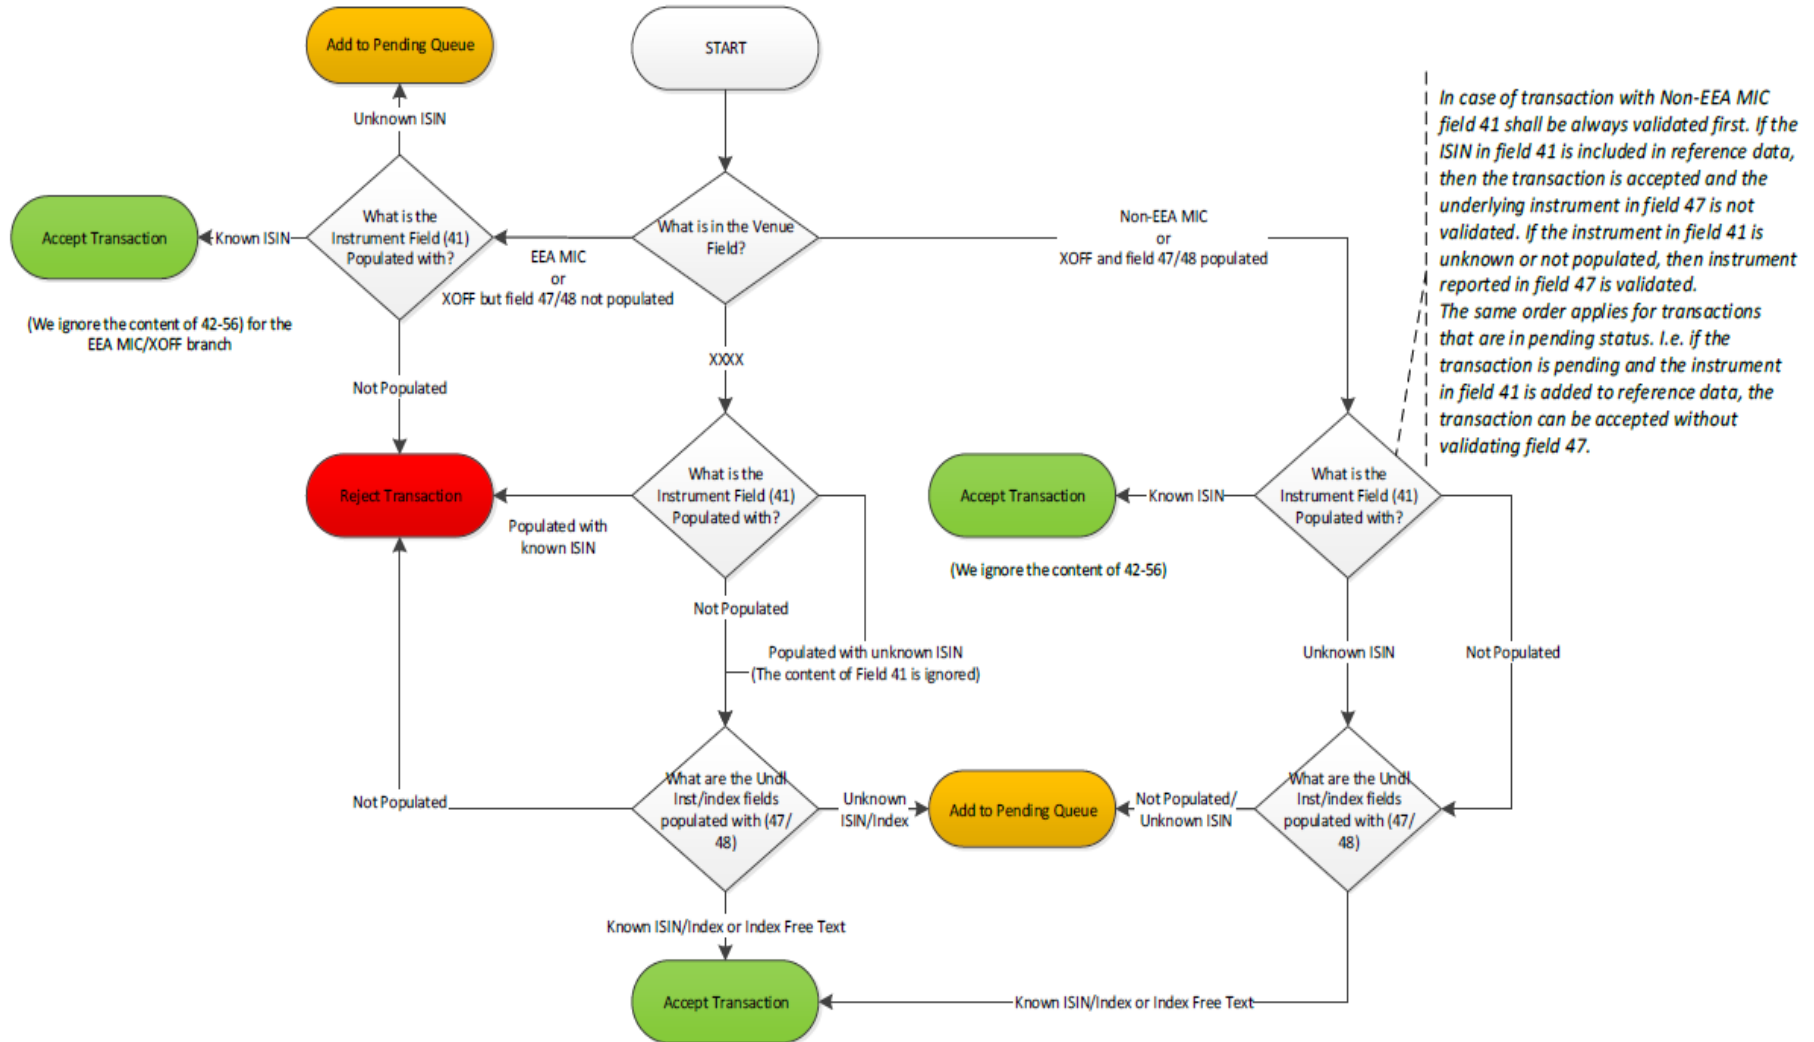 Add to Pending Queue
START
Unknown ISIN
In case of transaction with Non-EEA MIC
field 41 shall be always validated first. If the
ISIN in field 41 is included in reference data,
then the transaction is accepted and the
underlying instrument in field 47 is not
validated. If the instrument in field 41 is
unknown or not populated, then instrument
reported in field 47 is validated.
The same order applies for transactions
that are in pending status. I.e. if the
transaction is pending and the instrument
in field 41 is added to reference data, the
transaction can be accepted without
validating field 47.
Accept Transaction
Known ISIN
What is the
Instrument Field (41)
Populated with?
EEA MIC
or
XOFF but field 47/48 not populated
What is in the Venue
Field?
Non-EEA MIC
or
XOFF and field 47/48 populated
(We ignore the content of 42-56) for the
EEA MIC/XOFF branch
Not Populated
XXXX
Reject Transaction
Populated with
known ISIN
What is the
Instrument Field (41)
Populated with?
Accept Transaction
Known ISIN
What is the
Instrument Field (41)
Populated with?
(We ignore the content of 42-56)
Not Populated
Populated with unknown ISIN
(The content of Field 41 is ignored)
Unknown ISIN
Not Populated
Not Populated
What are the Undl
Inst/index fields
populated with (47/
48)
Unknown
ISIN/Index
Add to Pending Queue
Not Populated/
Unknown ISIN
What are the Undl
Inst/index fields
populated with (47/
48)
Known ISIN/Index or Index Free Text
Accept Transaction
Known ISIN/Index or Index Free Text